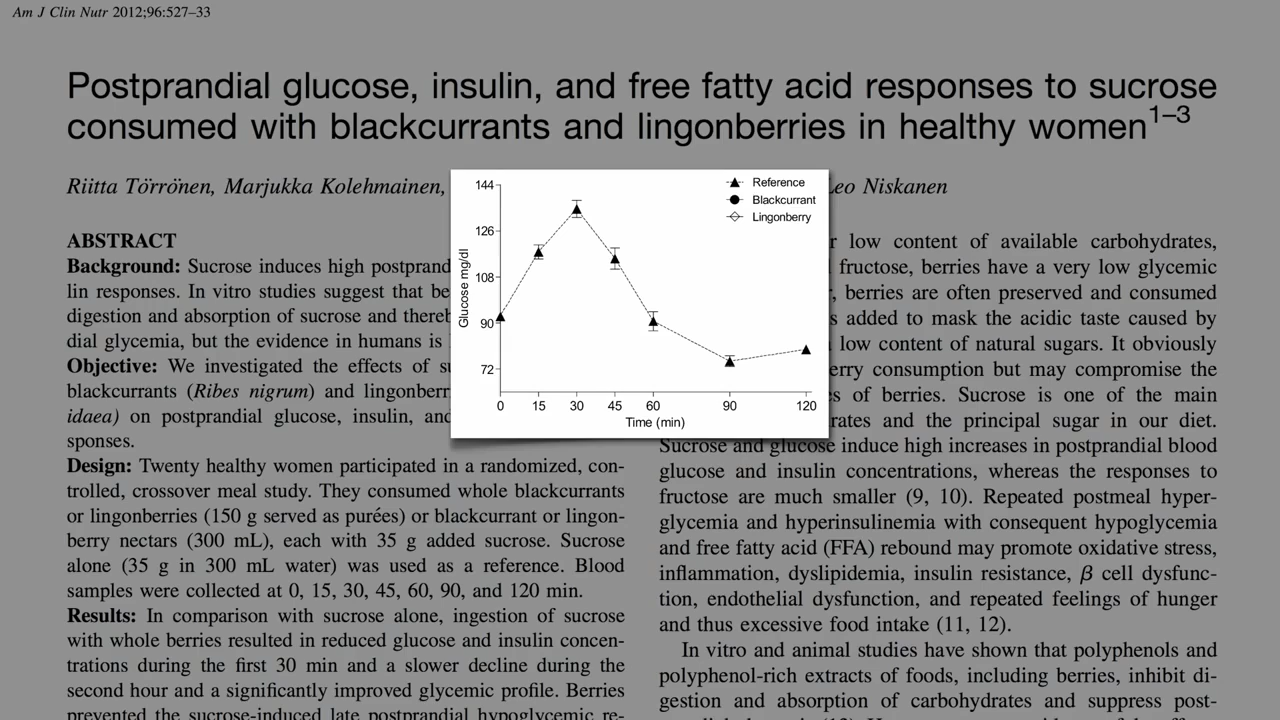 Am J Clin Nutr 2012;96:527–33
Postprandial glucose, insulin, and free fatty acid responses to sucrose
consumed with blackcurrants and lingonberries in healthy women1–3
Riitta Törrönen, Marjukka Kolehmainen,
Leo Niskanen
ABSTRACT
Background: Sucrose induces high postprand
lin responses. In vitro studies suggest that be
digestion and absorption of sucrose and thereb
dial glycemia, but the evidence in humans is
Objective: We investigated the effects of su
blackcurrants (Ribes nigrum) and lingonberr
idaea) on postprandial glucose, insulin, and
sponses.
Design: Twenty healthy women participated in a randomized, con-
trolled, crossover meal study. They consumed whole blackcurrants
or lingonberries (150 g served as purées) or blackcurrant or lingon-
berry nectars (300 mL), each with 35 g added sucrose. Sucrose
alone (35 g in 300 mL water) was used as a reference. Blood
samples were collected at 0, 15, 30, 45, 60, 90, and 120 min.
Results: In comparison with sucrose alone, ingestion of sucrose
with whole berries resulted in reduced glucose and insulin concen-
trations during the first 30 min and a slower decline during the
second hour and a significantly improved glycemic profile. Berries
prevented the sucrose-induced late postprandial hypoglycemic re-
Glucose mg/dl
144
126
108
90
72
0 15 30 45 60 90 120
Time (min)
Reference
Blackcurrant
Lingonberry
r low content of available carbohydrates,
fructose, berries have a very low glycemic
, berries are often preserved and consumed
s added to mask the acidic taste caused by
low content of natural sugars. It obviously
erry consumption but may compromise the
es of berries. Sucrose is one of the main
rates and the principal sugar in our diet.
Sucrose and glucose induce high increases in postprandial blood
glucose and insulin concentrations, whereas the responses to
fructose are much smaller (9, 10). Repeated postmeal hyper-
glycemia and hyperinsulinemia with consequent hypoglycemia
and free fatty acid (FFA) rebound may promote oxidative stress,
inflammation, dyslipidemia, insulin resistance, β cell dysfunc-
tion, endothelial dysfunction, and repeated feelings of hunger
and thus excessive food intake (11, 12).
In vitro and animal studies have shown that polyphenols and
polyphenol-rich extracts of foods, including berries, inhibit di-
gestion and absorption of carbohydrates and suppress post-